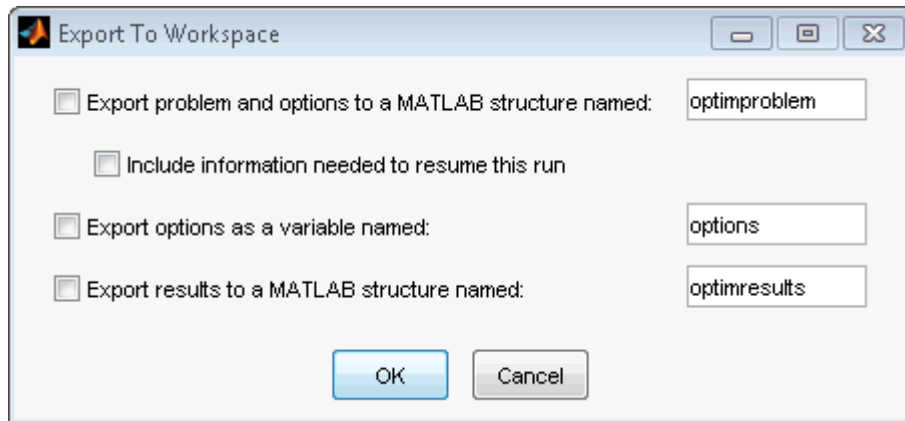 Export To Workspace
Export problem and options to a MATLAB structure named: optimproblem
Include information needed to resume this run
Export options as a variable named: options
Export results to a MATLAB structure named: optimresults
OK Cancel